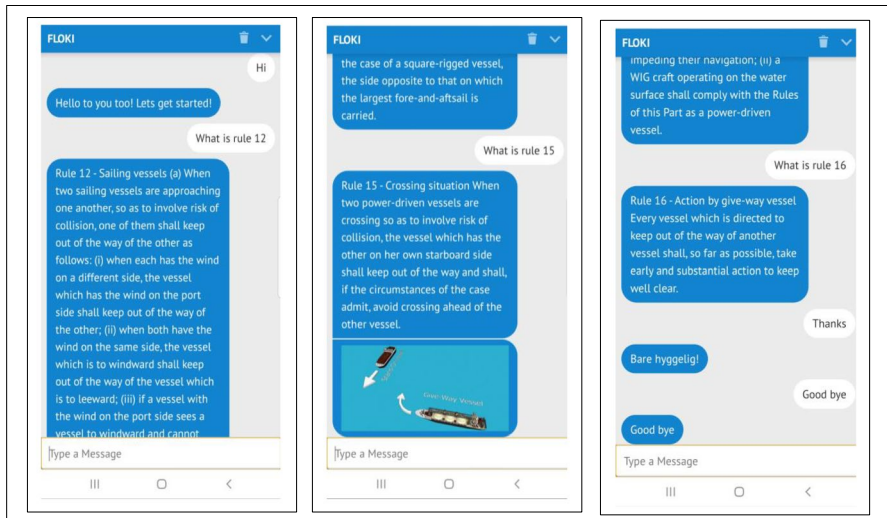 FLOKI
Hi
Hello to you too! Lets get started!
What is rule 12
Rule 12 - Sailing vessels (a) When
two sailing vessels are approaching
one another, so as to involve risk of
collision, one of them shall keep
out of the way of the other as
follows: (i) when each has the wind
on a different side, the vessel
which has the wind on the port
side shall keep out of the way of
the other; (ii) when both have the
wind on the same side, the vessel
which is to windward shall keep
out of the way of the vessel which
is to leeward; (iii) if a vessel with
the wind on the port side sees a
vessel to windward and cannot
Type a Message
FLOKI
the case of a square-rigged vessel,
the side opposite to that on which
the largest fore-and-aftsail is
carried.
What is rule 15
Rule 15 - Crossing situation When
two power-driven vessels are
crossing so as to involve risk of
collision, the vessel which has the
other on her own starboard side
shall keep out of the way and shall,
if the circumstances of the case
admit, avoid crossing ahead of the
other vessel.
Give-Way Vessel
Type a Message
FLOKI
impeding their navigation; (ii) a
WIG craft operating on the water
surface shall comply with the Rules
of this Part as a power-driven
vessel.
What is rule 16
Rule 16 - Action by give-way vessel
Every vessel which is directed to
keep out of the way of another
vessel shall, so far as possible, take
early and substantial action to keep
well clear.
Thanks
Bare hyggelig!
Good bye
Good bye
Type a Message